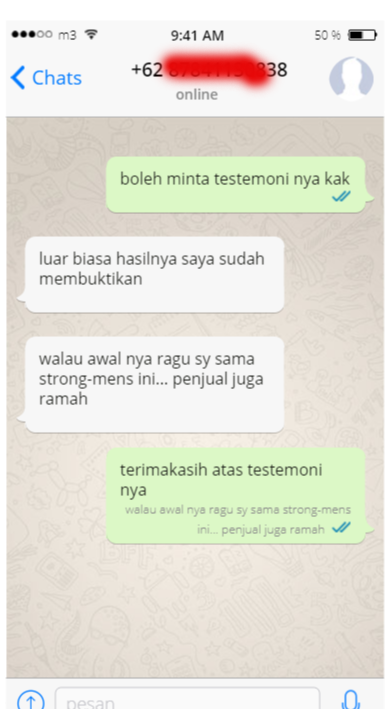 m3 9:41 AM 50 %
Chats +62 838
online
boleh minta testemoni nya kak
luar biasa hasilnya saya sudah
membuktikan
walau awal nya ragu sy sama
strong-mens ini... penjual juga
ramah
terimakasih atas testemoni
nya
walau awal nya ragu sy sama strong-mens
ini... penjual juga ramah
pesan